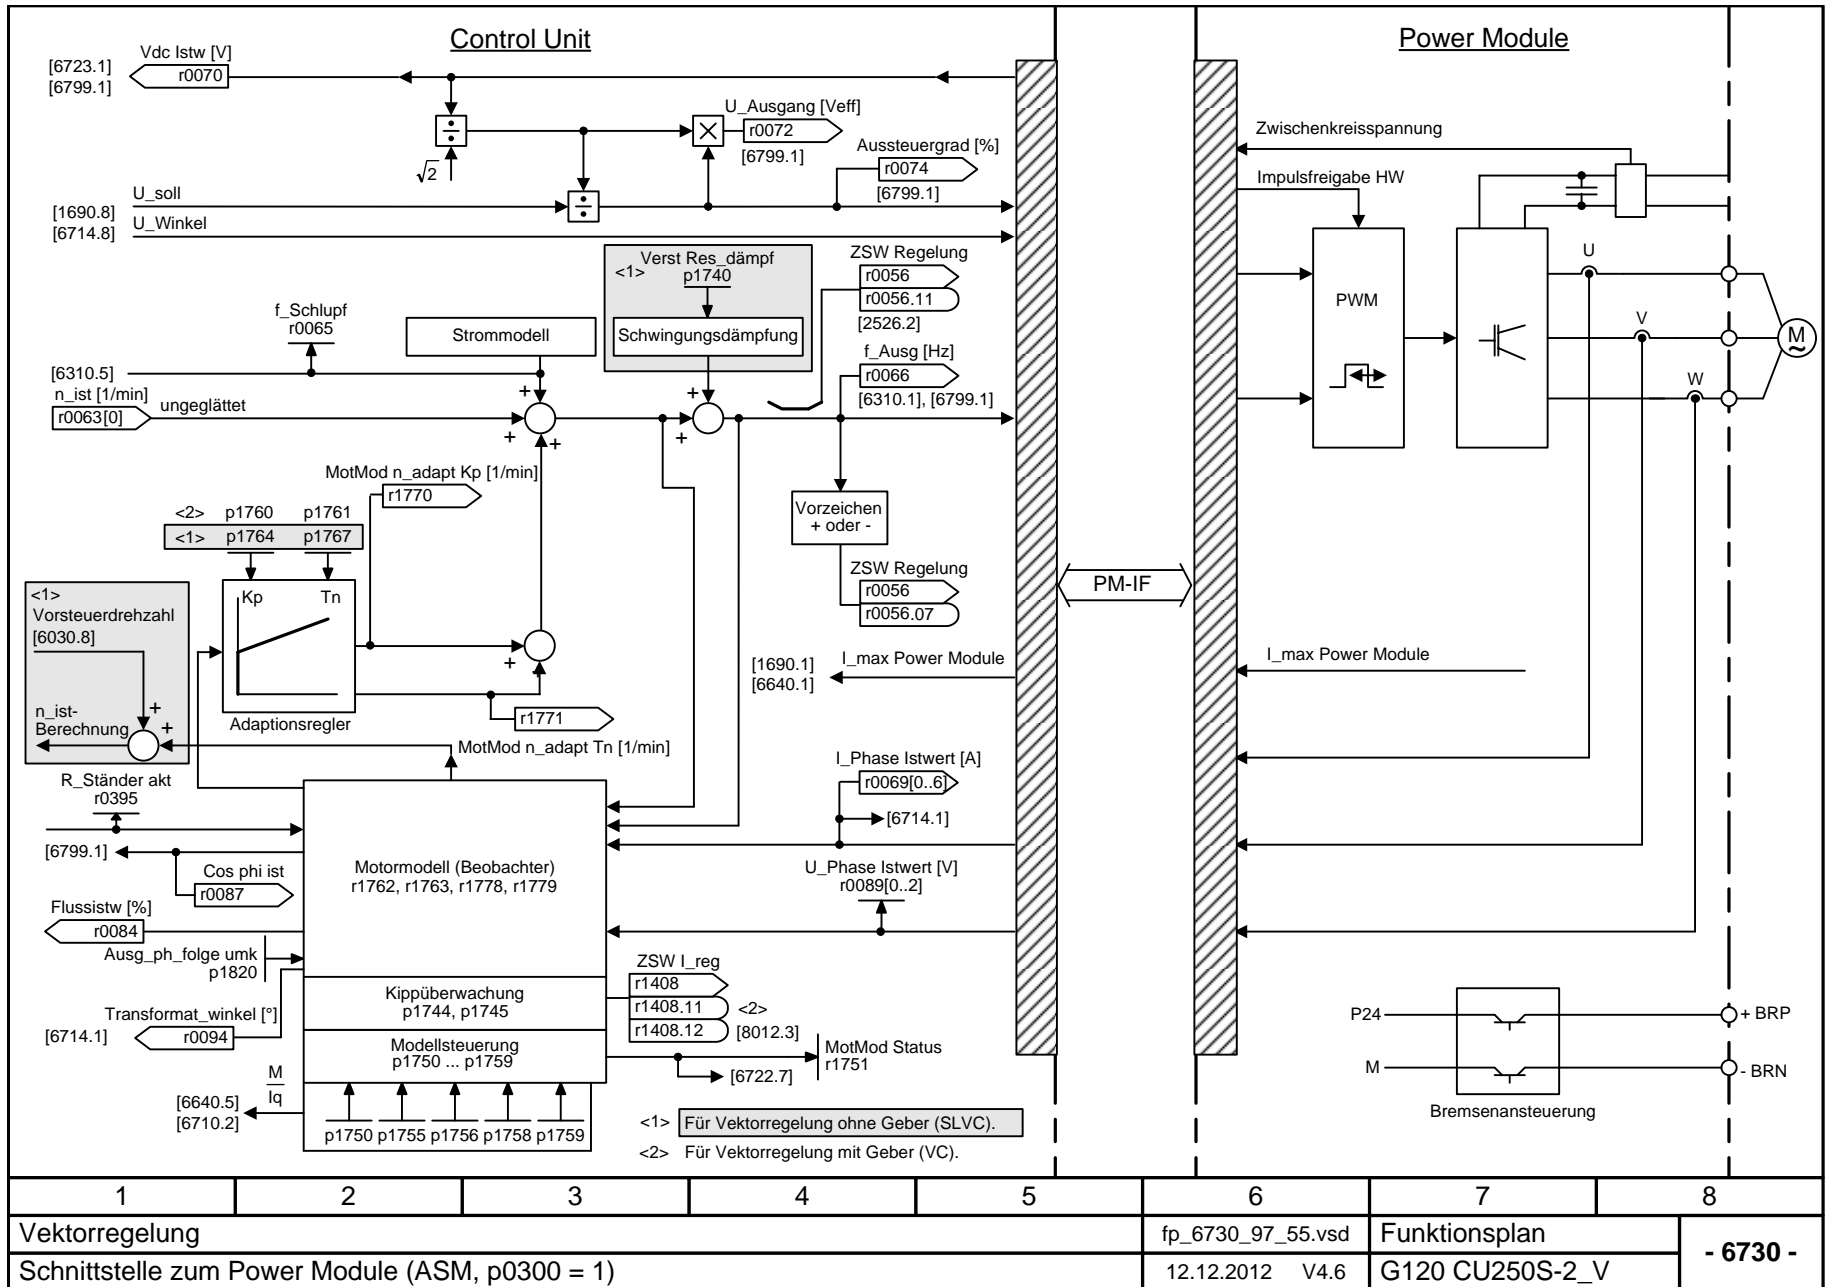 Control Unit
Power Module
Vdc Istw [V]
[6723.1]
[6799.1]
r0070
÷
√2
U_Ausgang [Veff]
r0072
[6799.1]
Aussteuergrad [%]
r0074
[6799.1]
U_soll
[1690.8]
[6714.8]
U_Winkel
÷
Verst Res_dämpf
<1>
p1740
Schwingungsdämpfung
ZSW Regelung
r0056
r0056.11
[2526.2]
f_Schlupf
r0065
Strommodell
f_Ausg [Hz]
r0066
[6310.1], [6799.1]
[6310.5]
n_ist [1/min]
r0063[0]
ungeglättet
+
+
+
+
+
MotMod n_adapt Kp [1/min]
r1770
<2> p1760 p1761
<1> p1764 p1767
Kp Tn
Adaptionsregler
Vorzeichen
+ oder -
ZSW Regelung
r0056
r0056.07
<1>
Vorsteuerdrehzahl
[6030.8]
n_ist-
Berechnung
+
+
+
+
r1771
MotMod n_adapt Tn [1/min]
[1690.1]
[6640.1]
I_max Power Module
R_Ständer akt
r0395
[6799.1]
Cos phi ist
r0087
Flussistw [%]
r0084
Ausg_ph_folge umk
p1820
Transformat_winkel [°]
[6714.1]
r0094
Motormodell (Beobachter)
r1762, r1763, r1778, r1779
Kippüberwachung
p1744, p1745
Modellsteuerung
p1750 ... p1759
M
Iq
[6640.5]
[6710.2]
p1750 p1755 p1756 p1758 p1759
I_Phase Istwert [A]
r0069[0..6]
[6714.1]
U_Phase Istwert [V]
r0089[0..2]
ZSW I_reg
r1408
r1408.11
<2>
r1408.12
[8012.3]
MotMod Status
r1751
[6722.7]
<1> Für Vektorregelung ohne Geber (SLVC).
<2> Für Vektorregelung mit Geber (VC).
PM-IF
Zwischenkreisspannung
Impulsfreigabe HW
PWM
U
V
W
M
~
I_max Power Module
P24
+ BRP
M
- BRN
Bremsenansteuerung
1 2 3 4 5 6 7 8
Vektorregelung
fp_6730_97_55.vsd
Funktionsplan
- 6730 -
Schnittstelle zum Power Module (ASM, p0300 = 1)
12.12.2012 V4.6
G120 CU250S-2_V